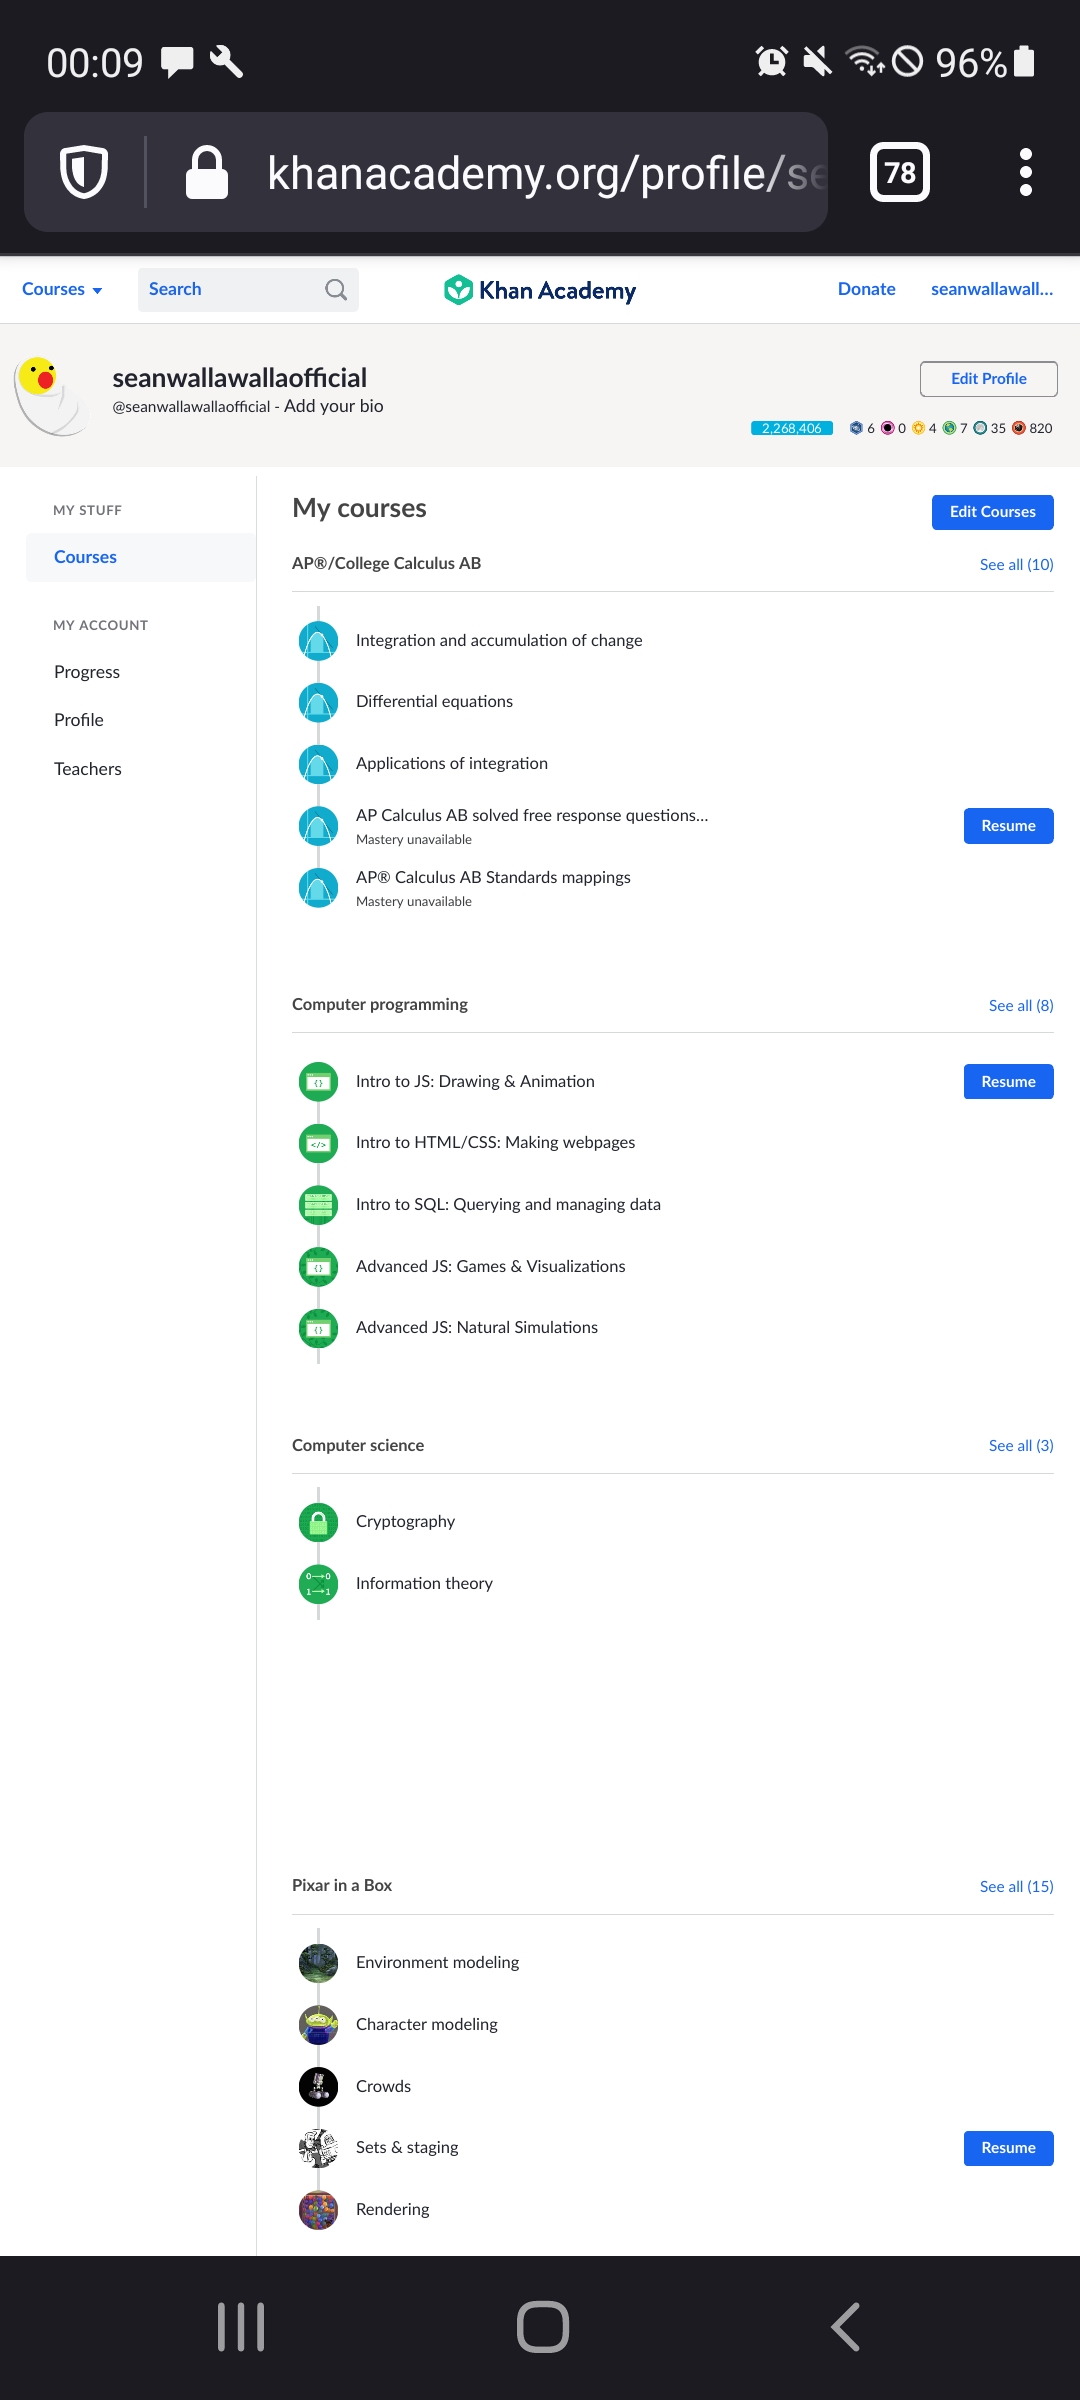 00:09 96%
khanacademy.org/profile/se 78
Courses Search Khan Academy Donate seanwallawall...
seanwallawallaofficial Edit Profile
@seanwallawallaofficial - Add your bio
2,268,406 6 0 4 7 35 820
MY STUFF
Courses
MY ACCOUNT
Progress
Profile
Teachers
My courses Edit Courses
AP®/College Calculus AB See all (10)
Integration and accumulation of change
Differential equations
Applications of integration
AP Calculus AB solved free response questions... Resume
Mastery unavailable
AP® Calculus AB Standards mappings
Mastery unavailable
Computer programming See all (8)
Intro to JS: Drawing & Animation Resume
Intro to HTML/CSS: Making webpages
Intro to SQL: Querying and managing data
Advanced JS: Games & Visualizations
Advanced JS: Natural Simulations
Computer science See all (3)
Cryptography
Information theory
Pixar in a Box See all (15)
Environment modeling
Character modeling
Crowds
Sets & staging Resume
Rendering